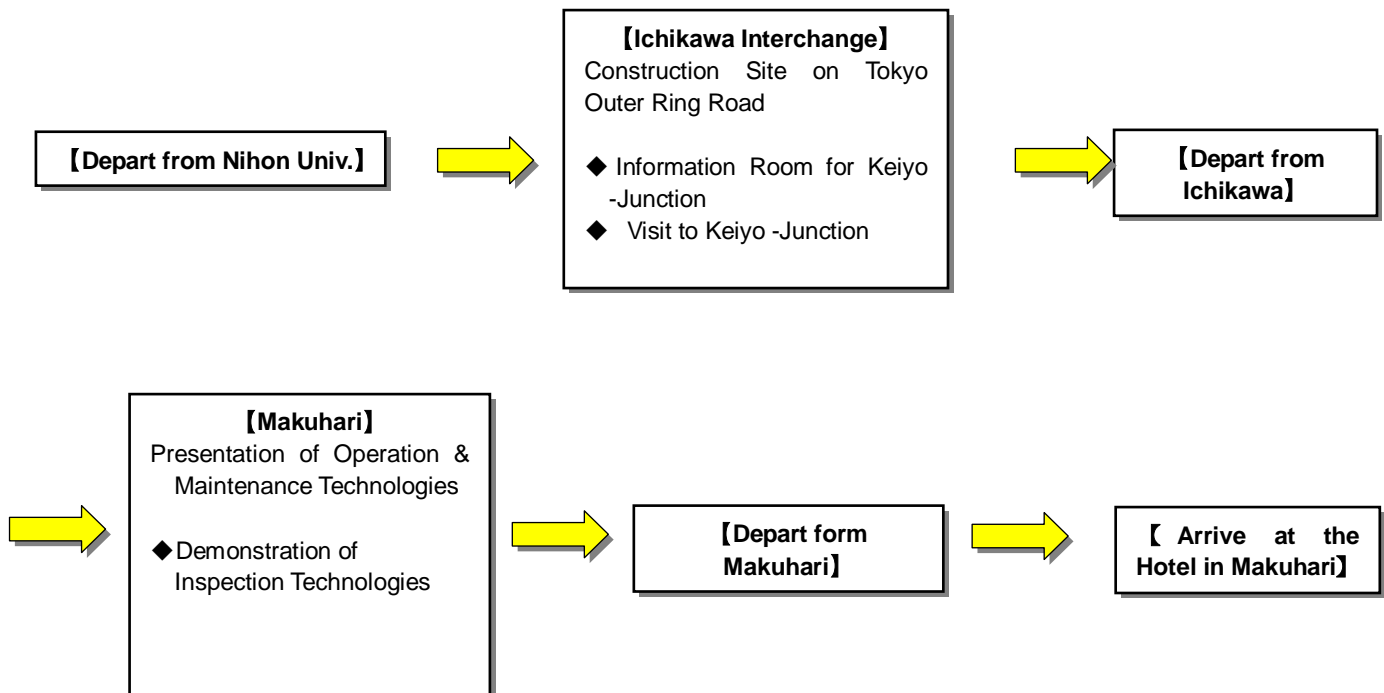 【Depart from Nihon Univ.】
【Ichikawa Interchange】
Construction Site on Tokyo
Outer Ring Road
◆ Information Room for Keiyo
-Junction
◆ Visit to Keiyo -Junction
【Depart from
Ichikawa】
【Makuhari】
Presentation of Operation &
Maintenance Technologies
◆Demonstration of
Inspection Technologies
【Depart form
Makuhari】
【 Arrive at the
Hotel in Makuhari】